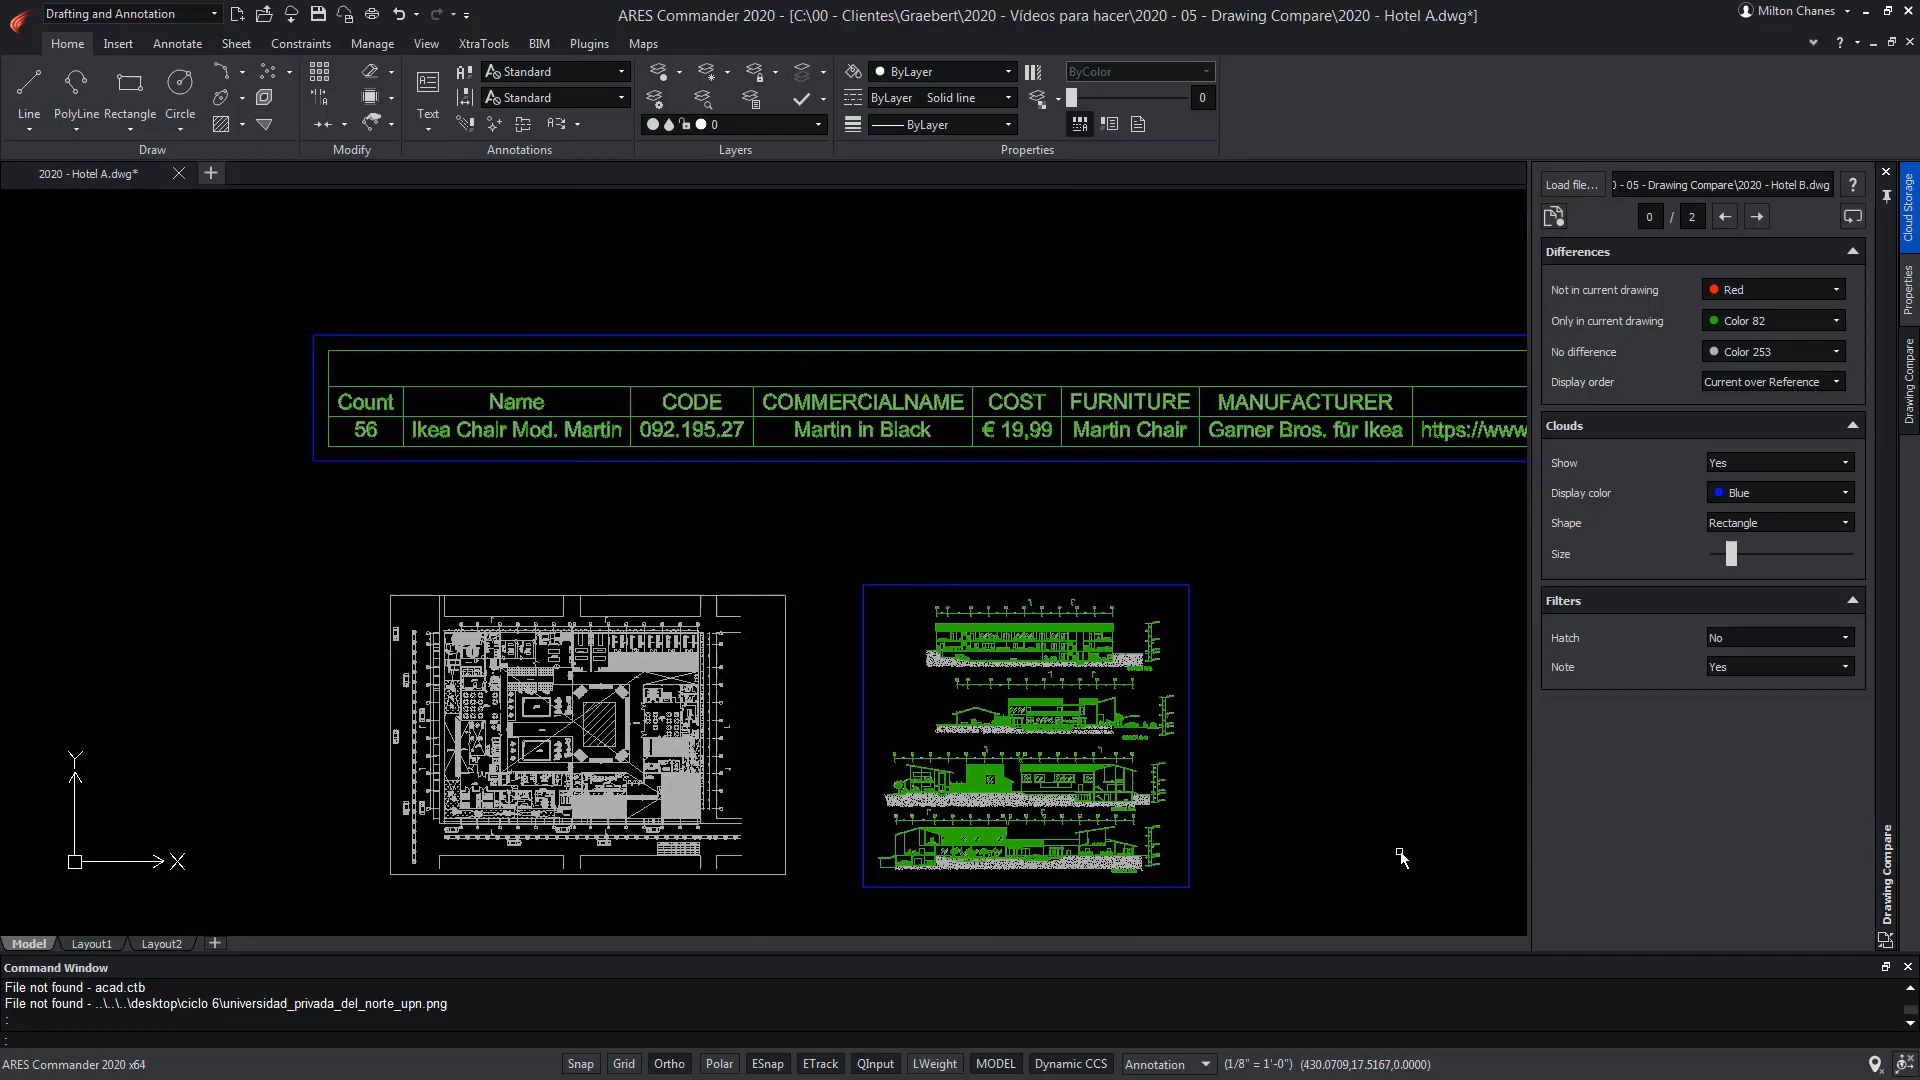 Drafting and Annotation
ARES Commander 2020 - [C:\00 - Clientes\Graebert\2020 - Vídeos para hacer\2020 - 05 - Drawing Compare\2020 - Hotel A.dwg*]
Milton Chanes
Home Insert Annotate Sheet Constraints Manage View XtraTools BIM Plugins Maps
Standard
ByLayer
ByColor
Standard
ByLayer Solid line
0
Line PolyLine Rectangle Circle
Text
0
ByLayer
Draw Modify Annotations Layers Properties
2020 - Hotel A.dwg*
Load file... ) - 05 - Drawing Compare\2020 - Hotel B.dwg ?
0 / 2
Differences
Not in current drawing Red
Only in current drawing Color 82
No difference Color 253
Display order Current over Reference
Clouds
Show Yes
Display color Blue
Shape Rectangle
Size
Filters
Hatch No
Note Yes
Cloud Storage
Properties
Drawing Compare
Drawing Compare
Count Name CODE COMMERCIALNAME COST FURNITURE MANUFACTURER
56 Ikea Chair Mod. Martin 092.195.27 Martin in Black € 19,99 Martin Chair Garner Bros. für Ikea https://www
Y
X
Model Layout1 Layout2
Command Window
File not found - acad.ctb
File not found - ..\..\..\desktop\ciclo 6\universidad_privada_del_norte_upn.png
:
:
ARES Commander 2020 x64
Snap Grid Ortho Polar ESnap ETrack QInput LWeight MODEL Dynamic CCS Annotation (1/8" = 1'-0") (430.0709,17.5167,0.0000)